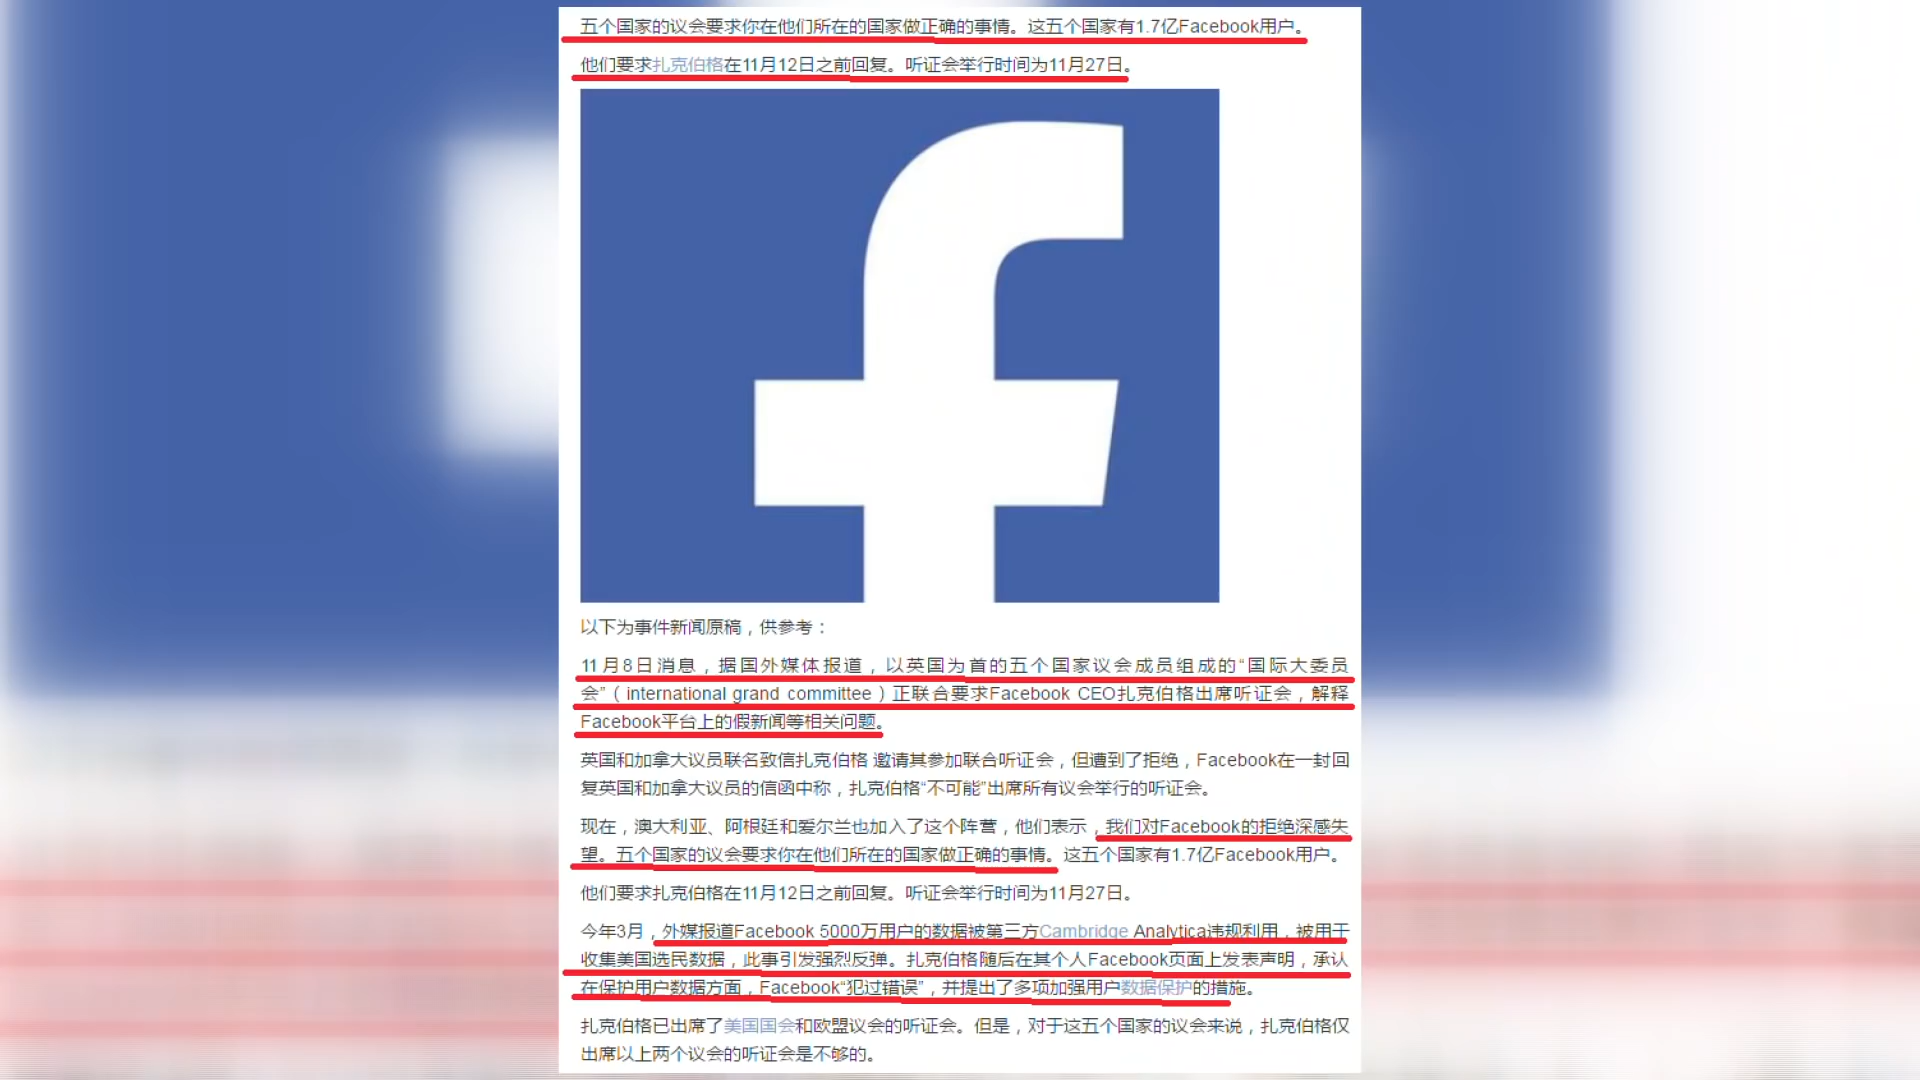 五个国家的议会要求你在他们所在的国家做正确的事情。这五个国家有1.7亿Facebook用户。
他们要求扎克伯格在11月12日之前回复。听证会举行时间为11月27日。
以下为事件新闻原稿，供参考：
11月8日消息，据国外媒体报道，以英国为首的五个国家议会成员组成的“国际大委员
会”（international grand committee）正联合要求Facebook CEO扎克伯格出席听证会，解释
Facebook平台上的假新闻等相关问题。
英国和加拿大议员联名致信扎克伯格 邀请其参加联合听证会，但遭到了拒绝，Facebook在一封回
复英国和加拿大议员的信函中称，扎克伯格“不可能”出席所有议会举行的听证会。
现在，澳大利亚、阿根廷和爱尔兰也加入了这个阵营，他们表示，我们对Facebook的拒绝深感失
望。五个国家的议会要求你在他们所在的国家做正确的事情。这五个国家有1.7亿Facebook用户。
他们要求扎克伯格在11月12日之前回复。听证会举行时间为11月27日。
今年3月，外媒报道Facebook 5000万用户的数据被第三方Cambridge Analytica违规利用，被用于
收集美国选民数据，此事引发强烈反弹。扎克伯格随后在其个人Facebook页面上发表声明，承认
在保护用户数据方面，Facebook“犯过错误”，并提出了多项加强用户数据保护的措施。
扎克伯格已出席了美国国会和欧盟议会的听证会。但是，对于这五个国家的议会来说，扎克伯格仅
出席以上两个议会的听证会是不够的。